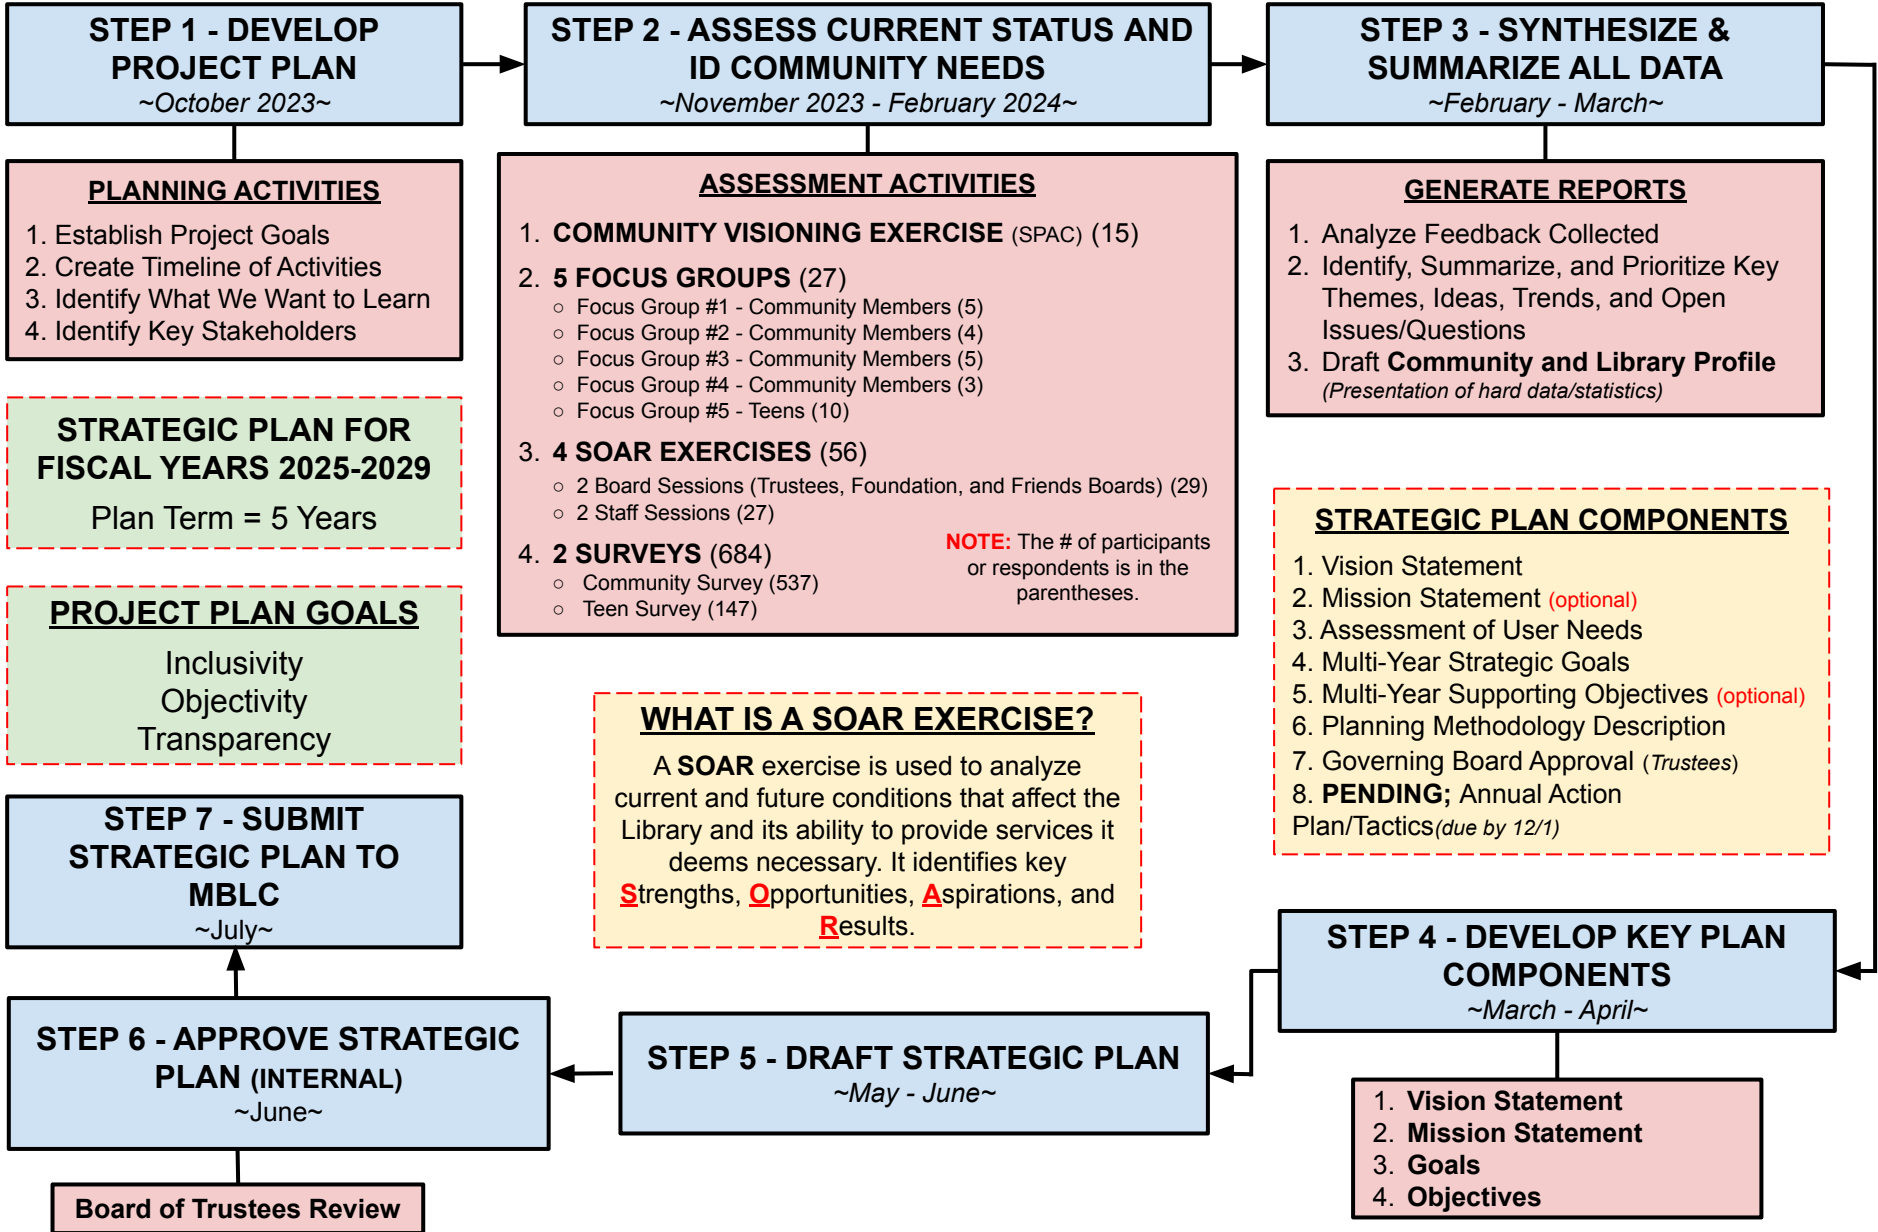 STEP 1 - DEVELOP
PROJECT PLAN
~October 2023~
STEP 2 - ASSESS CURRENT STATUS AND
ID COMMUNITY NEEDS
~November 2023 - February 2024~
STEP 3 - SYNTHESIZE &
SUMMARIZE ALL DATA
~February - March~
PLANNING ACTIVITIES
1. Establish Project Goals
2. Create Timeline of Activities
3. Identify What We Want to Learn
4. Identify Key Stakeholders
ASSESSMENT ACTIVITIES
1. COMMUNITY VISIONING EXERCISE (SPAC) (15)
2. 5 FOCUS GROUPS (27)
○ Focus Group #1 - Community Members (5)
○ Focus Group #2 - Community Members (4)
○ Focus Group #3 - Community Members (5)
○ Focus Group #4 - Community Members (3)
○ Focus Group #5 - Teens (10)
3. 4 SOAR EXERCISES (56)
○ 2 Board Sessions (Trustees, Foundation, and Friends Boards) (29)
○ 2 Staff Sessions (27)
4. 2 SURVEYS (684)
○ Community Survey (537)
○ Teen Survey (147)
NOTE: The # of participants
or respondents is in the
parentheses.
GENERATE REPORTS
1. Analyze Feedback Collected
2. Identify, Summarize, and Prioritize Key
Themes, Ideas, Trends, and Open
Issues/Questions
3. Draft Community and Library Profile
(Presentation of hard data/statistics)
STRATEGIC PLAN FOR
FISCAL YEARS 2025-2029
Plan Term = 5 Years
PROJECT PLAN GOALS
Inclusivity
Objectivity
Transparency
WHAT IS A SOAR EXERCISE?
A SOAR exercise is used to analyze
current and future conditions that affect the
Library and its ability to provide services it
deems necessary. It identifies key
Strengths, Opportunities, Aspirations, and
Results.
STRATEGIC PLAN COMPONENTS
1. Vision Statement
2. Mission Statement (optional)
3. Assessment of User Needs
4. Multi-Year Strategic Goals
5. Multi-Year Supporting Objectives (optional)
6. Planning Methodology Description
7. Governing Board Approval (Trustees)
8. PENDING; Annual Action
Plan/Tactics(due by 12/1)
STEP 4 - DEVELOP KEY PLAN
COMPONENTS
~March - April~
1. Vision Statement
2. Mission Statement
3. Goals
4. Objectives
STEP 5 - DRAFT STRATEGIC PLAN
~May - June~
STEP 6 - APPROVE STRATEGIC
PLAN (INTERNAL)
~June~
Board of Trustees Review
STEP 7 - SUBMIT
STRATEGIC PLAN TO
MBLC
~July~